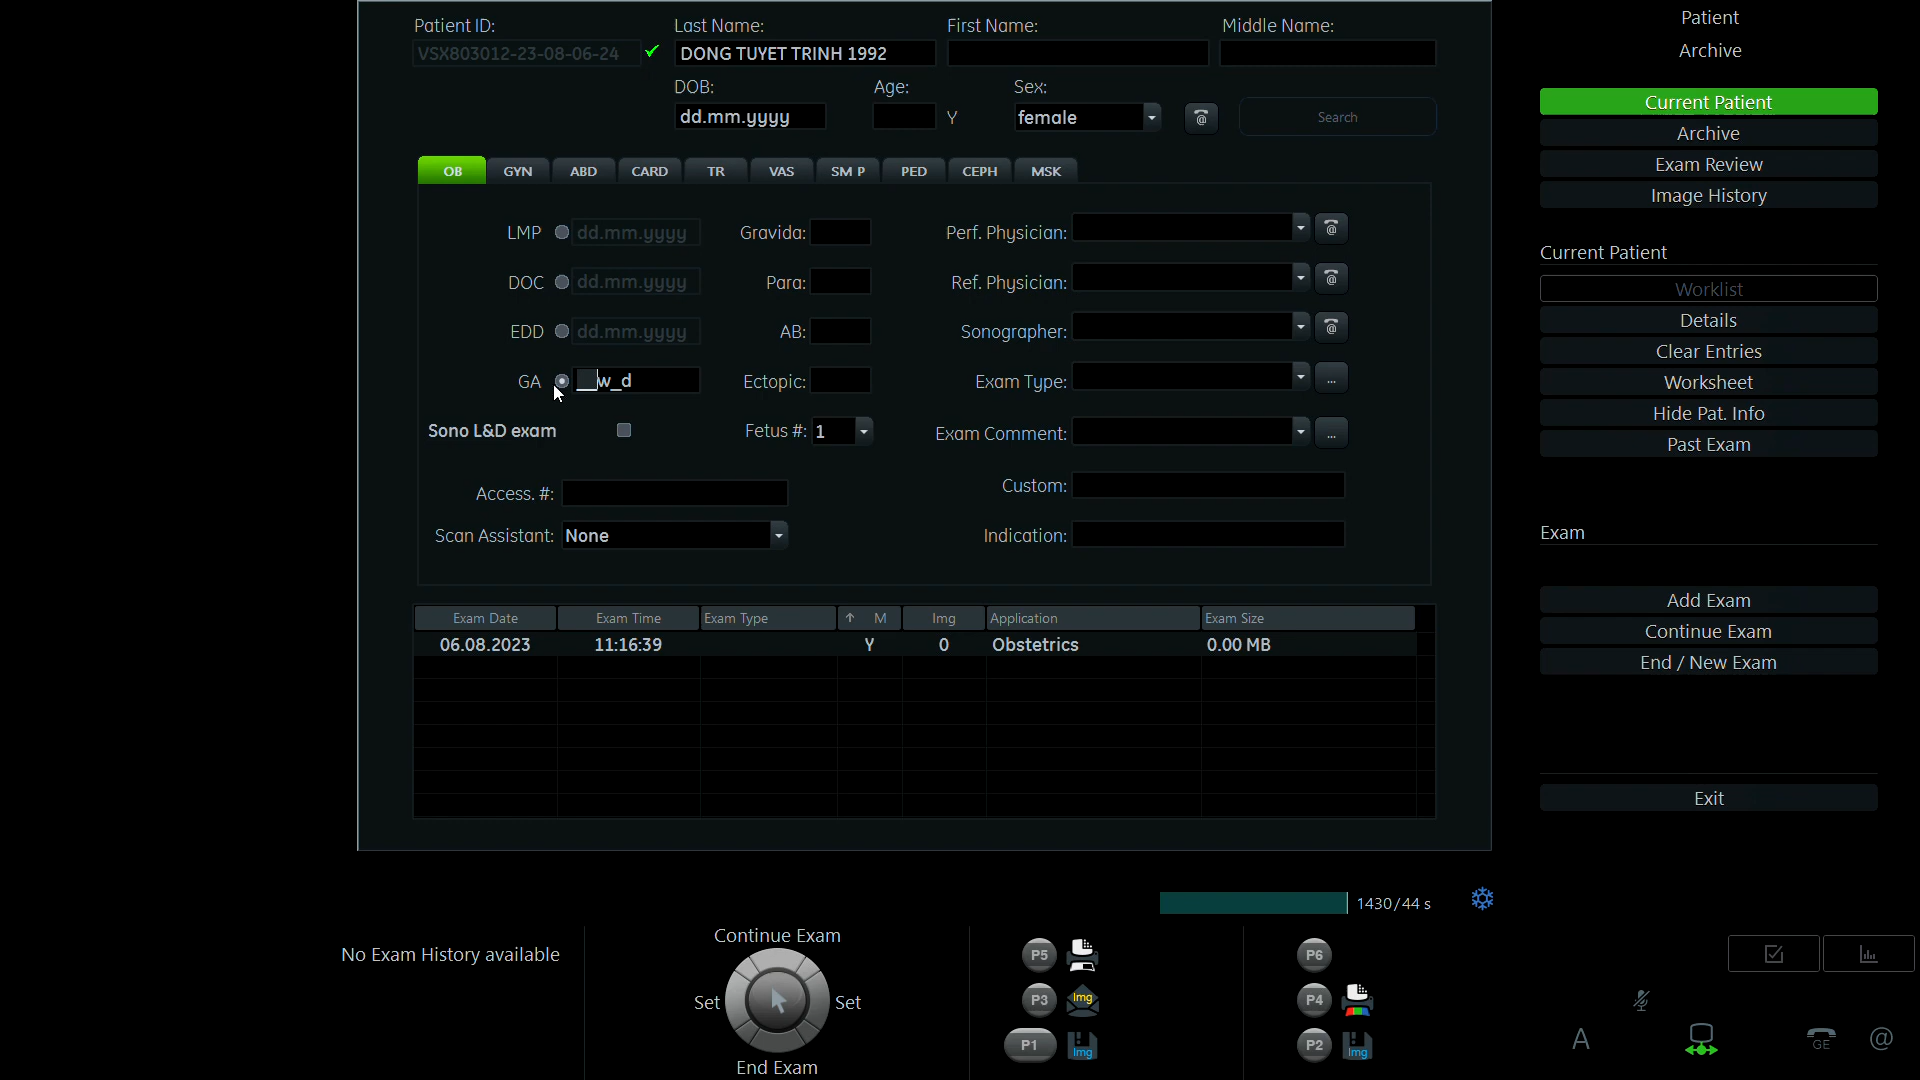 Patient ID: Last Name: First Name: Middle Name:
VSX803012-23-08-06-24 DONG TUYET TRINH 1992
DOB: Age: Sex:
dd.mm.yyyy Y female @ Search
OB GYN ABD CARD TR VAS SM P PED CEPH MSK
LMP dd.mm.yyyy Gravida: Perf. Physician: @
DOC dd.mm.yyyy Para: Ref. Physician: @
EDD dd.mm.yyyy AB: Sonographer: @
GA __w_d Ectopic: Exam Type: ...
Sono L&D exam Fetus #: 1 Exam Comment: ...
Access. #: Custom:
Scan Assistant: None Indication:
Exam Date Exam Time Exam Type ↑ M Img Application Exam Size
06.08.2023 11:16:39 Y 0 Obstetrics 0.00 MB
1430/44 s
No Exam History available
Continue Exam
Set Set
End Exam
P5
P3 Img
P1 Img
P6
P4
P2 Img
Patient
Archive
Current Patient
Archive
Exam Review
Image History
Current Patient
Worklist
Details
Clear Entries
Worksheet
Hide Pat. Info
Past Exam
Exam
Add Exam
Continue Exam
End / New Exam
Exit
A GE @